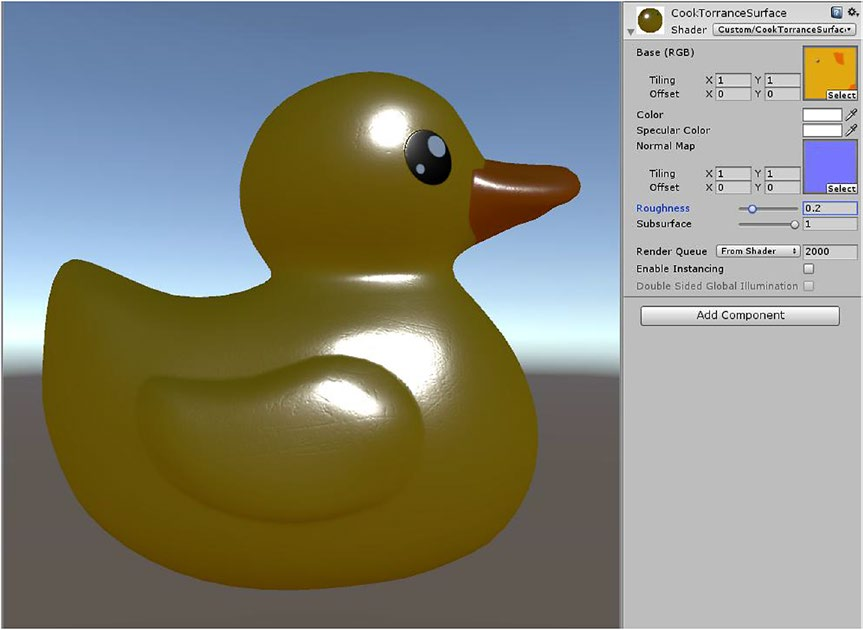 CookTorranceSurface
Shader Custom/CookTorranceSurfac
Base (RGB)
Tiling X 1 Y 1
Offset X 0 Y 0
Select
Color
Specular Color
Normal Map
Tiling X 1 Y 1
Offset X 0 Y 0
Select
Roughness 0.2
Subsurface 1
Render Queue From Shader 2000
Enable Instancing
Double Sided Global Illumination
Add Component